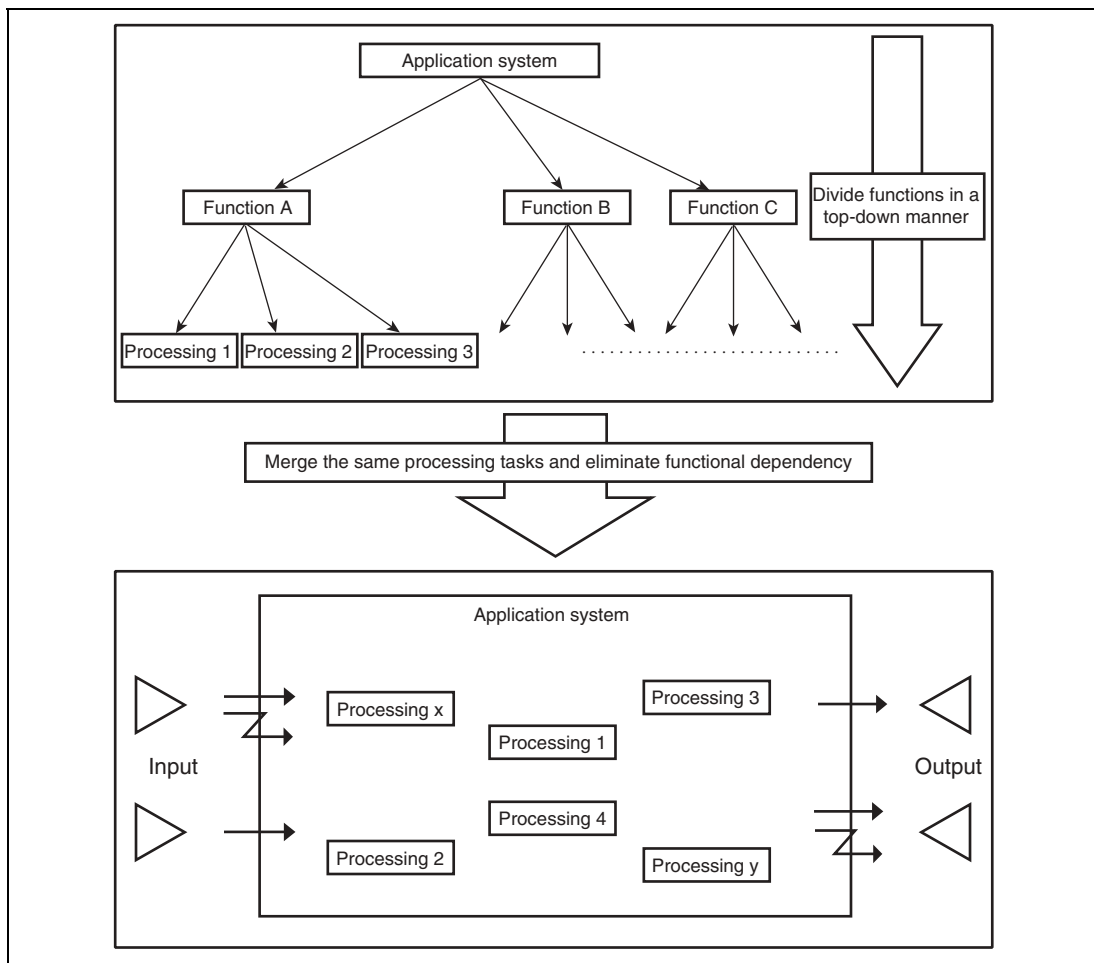 Application system
Function A
Function B
Function C
Divide functions in a
top-down manner
Processing 1
Processing 2
Processing 3
Merge the same processing tasks and eliminate functional dependency
Application system
Processing x
Processing 3
Processing 1
Input
Output
Processing 4
Processing 2
Processing y